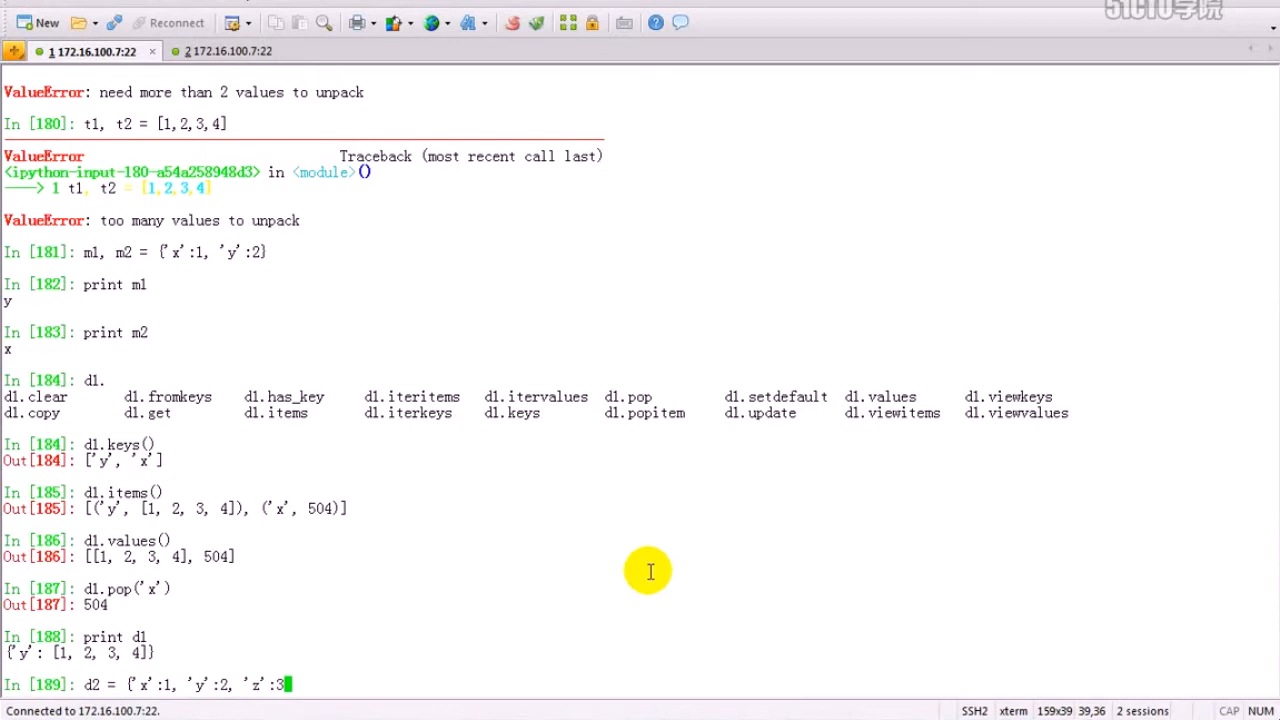 51CTO学院
New Reconnect
1 172.16.100.7:22 × 2 172.16.100.7:22
ValueError: need more than 2 values to unpack
In [180]: t1, t2 = [1,2,3,4]
ValueError Traceback (most recent call last)
<ipython-input-180-a54a258948d3> in <module>()
----> 1 t1, t2 = [1,2,3,4]
ValueError: too many values to unpack
In [181]: m1, m2 = {'x':1, 'y':2}
In [182]: print m1
y
In [183]: print m2
x
In [184]: d1.
d1.clear d1.fromkeys d1.has_key d1.iteritems d1.itervalues d1.pop d1.setdefault d1.values d1.viewkeys
d1.copy d1.get d1.items d1.iterkeys d1.keys d1.popitem d1.update d1.viewitems d1.viewvalues
In [184]: d1.keys()
Out[184]: ['y', 'x']
In [185]: d1.items()
Out[185]: [('y', [1, 2, 3, 4]), ('x', 504)]
In [186]: d1.values()
Out[186]: [[1, 2, 3, 4], 504]
In [187]: d1.pop('x')
Out[187]: 504
In [188]: print d1
{'y': [1, 2, 3, 4]}
In [189]: d2 = {'x':1, 'y':2, 'z':3
Connected to 172.16.100.7:22. SSH2 xterm 159x39 39,36 2 sessions CAP NUM